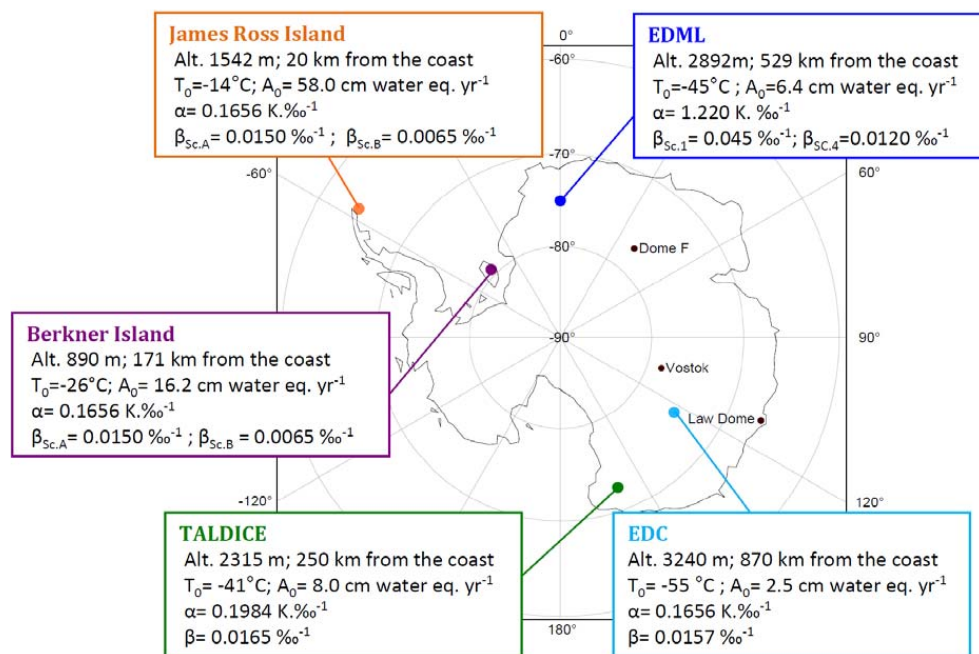 James Ross Island
Alt. 1542 m; 20 km from the coast
T₀=-14°C; A₀= 58.0 cm water eq. yr⁻¹
α= 0.1656 K.‰⁻¹
β_Sc.A = 0.0150 ‰⁻¹ ; β_Sc.B = 0.0065 ‰⁻¹
0°
EDML
Alt. 2892m; 529 km from the coast
T₀=-45°C ; A₀=6.4 cm water eq. yr⁻¹
α= 1.220 K. ‰⁻¹
β_Sc.1 = 0.045 ‰⁻¹; β_SC.4=0.0120 ‰⁻¹
-60°
-70°
-60°
60°
-80°
Dome F
Berkner Island
Alt. 890 m; 171 km from the coast
T₀=-26°C; A₀= 16.2 cm water eq. yr⁻¹
α= 0.1656 K.‰⁻¹
β_Sc.A = 0.0150 ‰⁻¹ ; β_Sc.B = 0.0065 ‰⁻¹
-90°
90°
Vostok
Law Dome
-120°
120°
TALDICE
Alt. 2315 m; 250 km from the coast
T₀= -41°C; A₀= 8.0 cm water eq. yr⁻¹
α= 0.1984 K.‰⁻¹
β= 0.0165 ‰⁻¹
180°
EDC
Alt. 3240 m; 870 km from the coast
T₀= -55 °C ; A₀= 2.5 cm water eq. yr⁻¹
α= 0.1656 K.‰⁻¹
β= 0.0157 ‰⁻¹